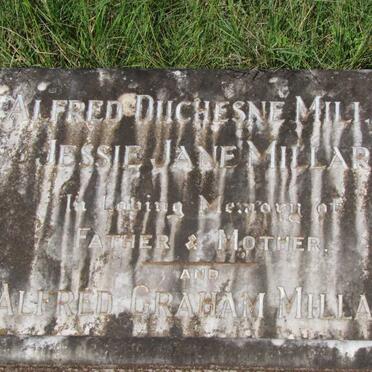 ALFRED DUCHESNE MILL
JESSIE JANE MILLAR
In Loving Memory of
FATHER & MOTHER.
AND
ALFRED GRAHAM MILLA